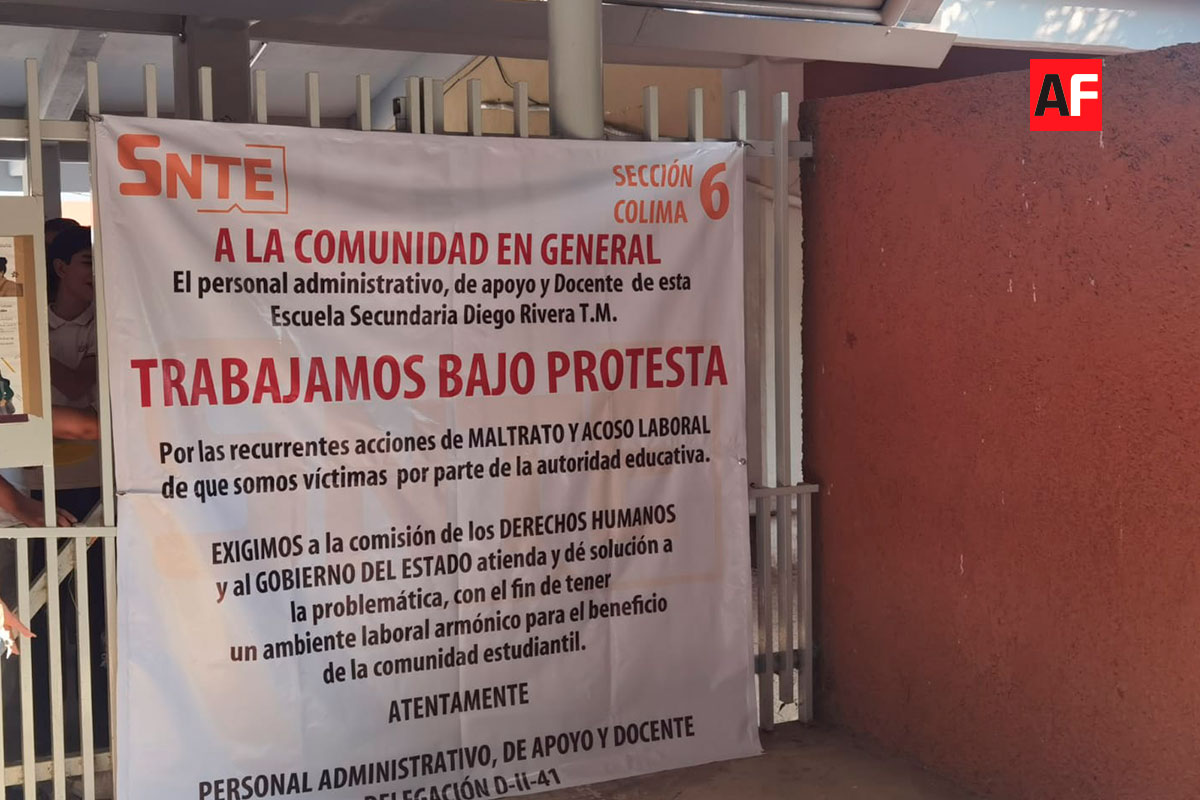 AF
SNTE
SECCIÓN 6
COLIMA
A LA COMUNIDAD EN GENERAL
El personal administrativo, de apoyo y Docente de esta
Escuela Secundaria Diego Rivera T.M.
TRABAJAMOS BAJO PROTESTA
Por las recurrentes acciones de MALTRATO Y ACOSO LABORAL
de que somos víctimas por parte de la autoridad educativa.
EXIGIMOS a la comisión de los DERECHOS HUMANOS
y al GOBIERNO DEL ESTADO atienda y dé solución a
la problemática, con el fin de tener
un ambiente laboral armónico para el beneficio
de la comunidad estudiantil.
ATENTAMENTE
PERSONAL ADMINISTRATIVO, DE APOYO Y DOCENTE
DELEGACIÓN D-II-41